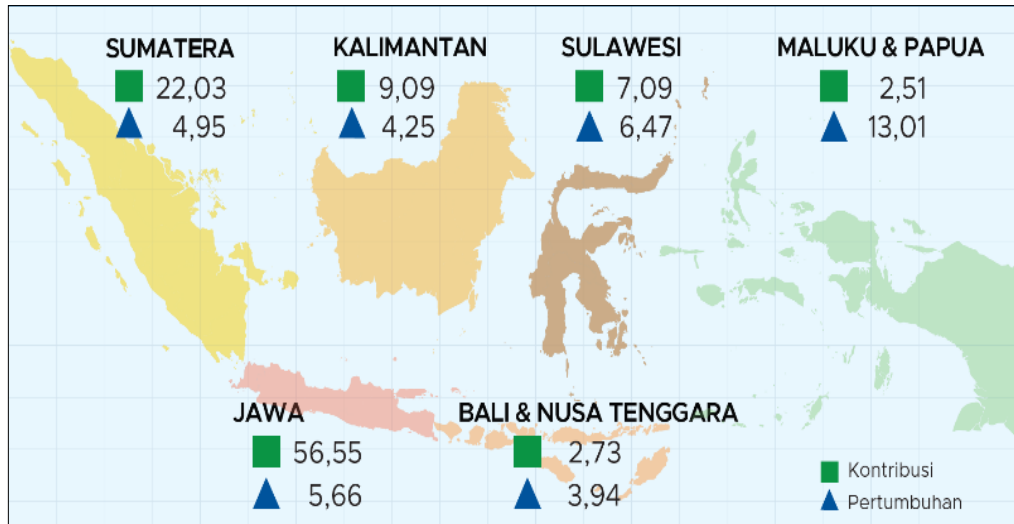 SUMATERA
22,03
4,95
KALIMANTAN
9,09
4,25
SULAWESI
7,09
6,47
MALUKU & PAPUA
2,51
13,01
JAWA
56,55
5,66
BALI & NUSA TENGGARA
2,73
3,94
Kontribusi
Pertumbuhan